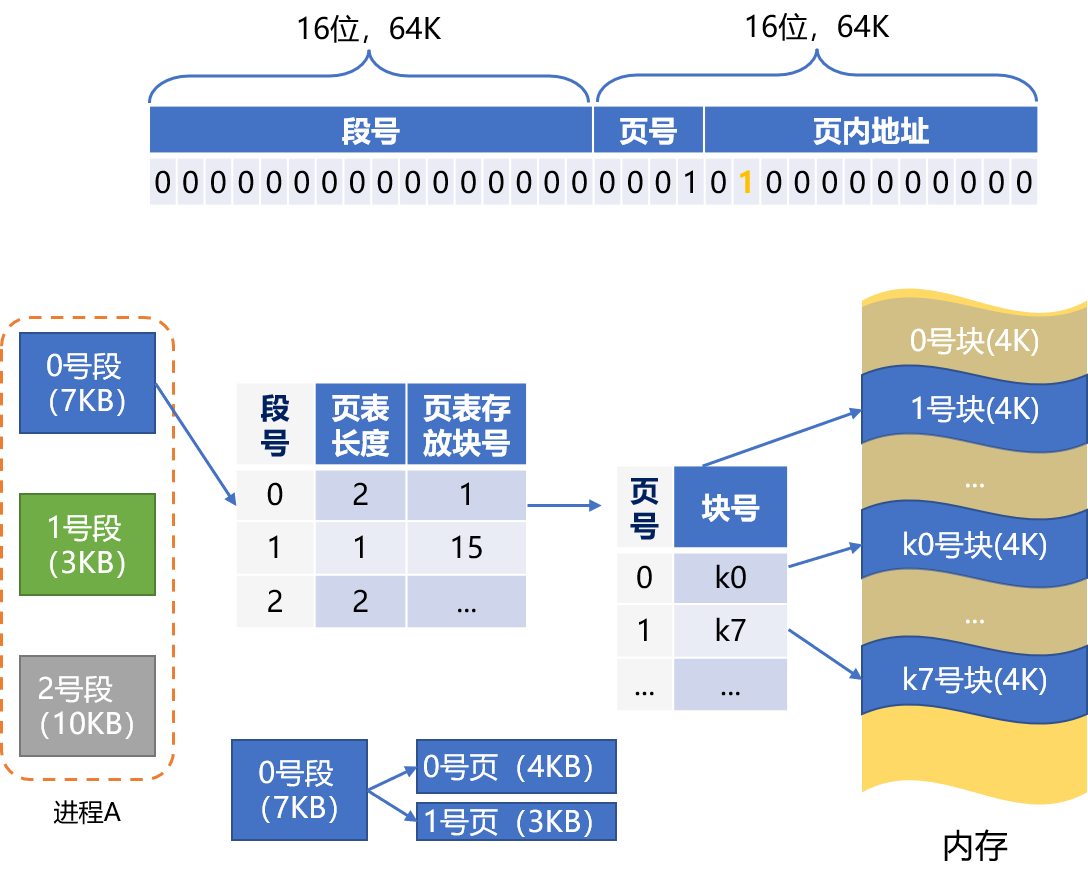 16位，64K
16位，64K
段号 页号 页内地址
0 0 0 0 0 0 0 0 0 0 0 0 0 0 0 0 0 0 0 1 0 1 0 0 0 0 0 0 0 0 0 0
0号段
（7KB）
1号段
（3KB）
2号段
（10KB）
进程A
段号 页表长度 页表存放块号
0 2 1
1 1 15
2 2 ...
页号 块号
0 k0
1 k7
... ...
0号块(4K)
1号块(4K)
...
k0号块(4K)
...
k7号块(4K)
内存
0号段
（7KB）
0号页（4KB）
1号页（3KB）